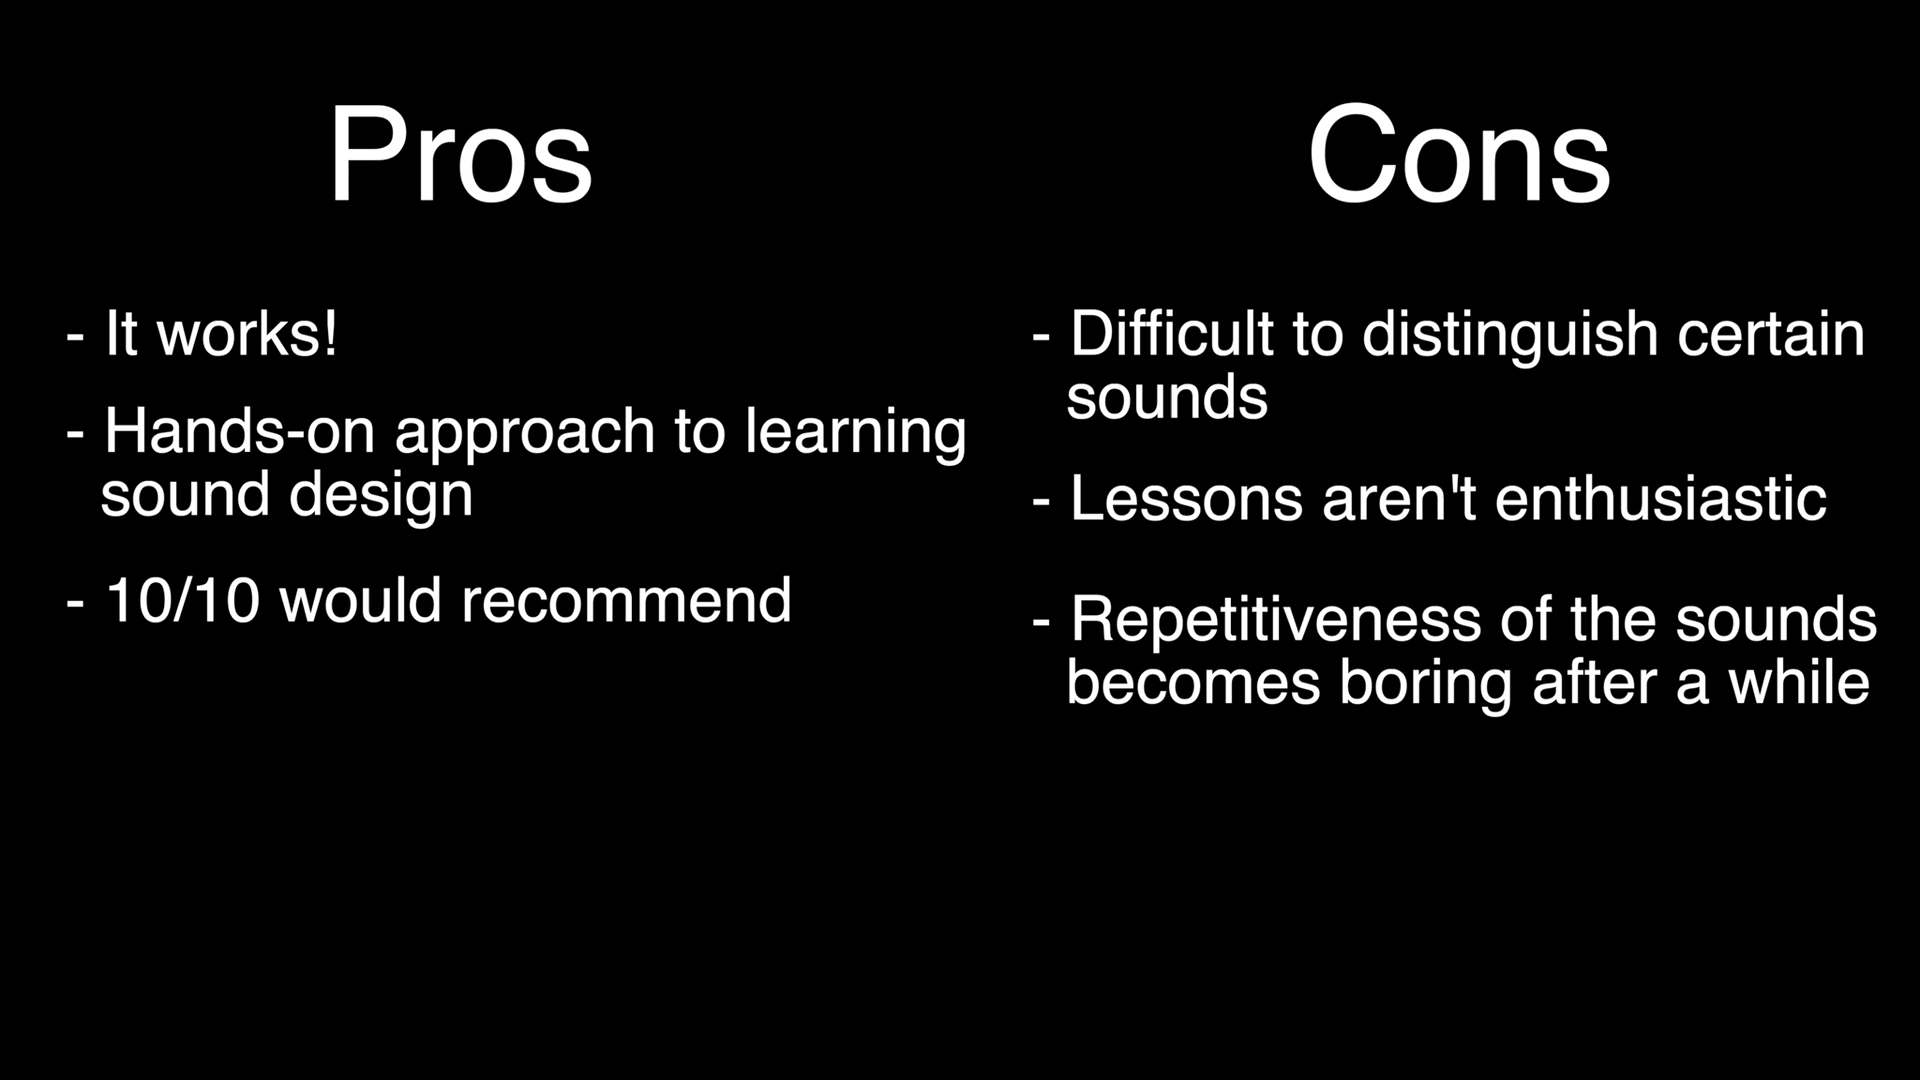 Pros
- It works!
- Hands-on approach to learning
sound design
- 10/10 would recommend
Cons
- Difficult to distinguish certain
sounds
- Lessons aren't enthusiastic
- Repetitiveness of the sounds
becomes boring after a while